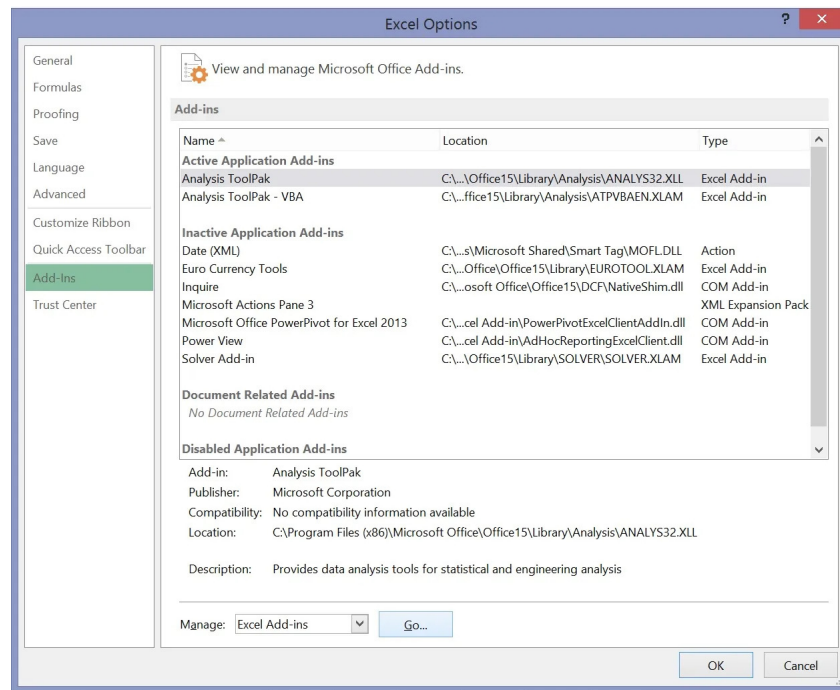 Excel Options
? ×
General
Formulas
Proofing
Save
Language
Advanced
Customize Ribbon
Quick Access Toolbar
Add-Ins
Trust Center
View and manage Microsoft Office Add-ins.
Add-ins
Name Location Type
Active Application Add-ins
Analysis ToolPak C:\...\Office15\Library\Analysis\ANALYS32.XLL Excel Add-in
Analysis ToolPak - VBA C:\...ffice15\Library\Analysis\ATPVBAEN.XLAM Excel Add-in
Inactive Application Add-ins
Date (XML) C:\...s\Microsoft Shared\Smart Tag\MOFL.DLL Action
Euro Currency Tools C:\...Office\Office15\Library\EUROTOOL.XLAM Excel Add-in
Inquire C:\...osoft Office\Office15\DCF\NativeShim.dll COM Add-in
Microsoft Actions Pane 3 XML Expansion Pack
Microsoft Office PowerPivot for Excel 2013 C:\...cel Add-in\PowerPivotExcelClientAddIn.dll COM Add-in
Power View C:\...cel Add-in\AdHocReportingExcelClient.dll COM Add-in
Solver Add-in C:\...\Office15\Library\SOLVER\SOLVER.XLAM Excel Add-in
Document Related Add-ins
No Document Related Add-ins
Disabled Application Add-ins
Add-in: Analysis ToolPak
Publisher: Microsoft Corporation
Compatibility: No compatibility information available
Location: C:\Program Files (x86)\Microsoft Office\Office15\Library\Analysis\ANALYS32.XLL
Description: Provides data analysis tools for statistical and engineering analysis
Manage: Excel Add-ins Go...
OK Cancel